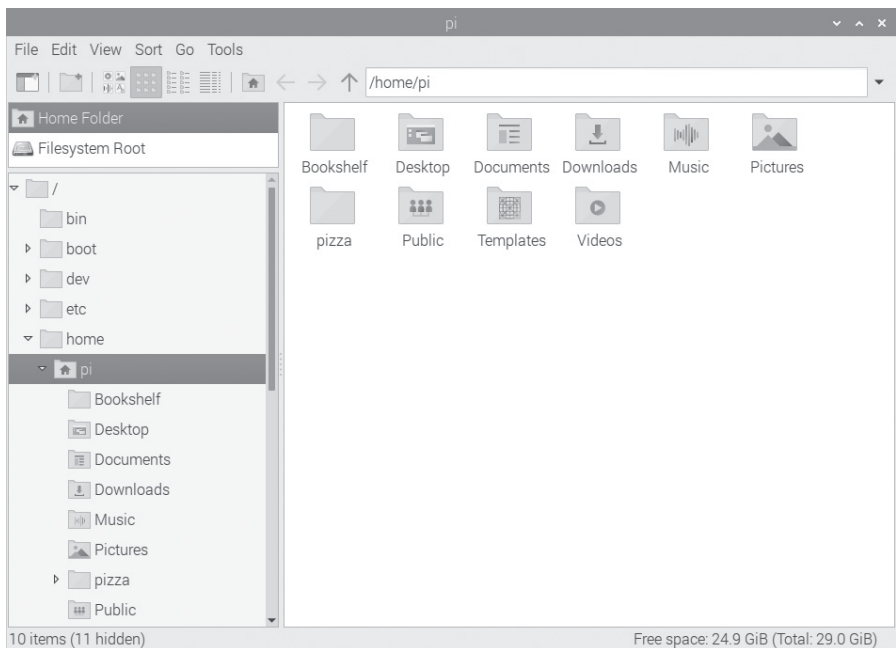 pi
File Edit View Sort Go Tools
/home/pi
Home Folder
Filesystem Root
/
bin
boot
dev
etc
home
pi
Bookshelf
Desktop
Documents
Downloads
Music
Pictures
pizza
Public
Bookshelf Desktop Documents Downloads Music Pictures
pizza Public Templates Videos
10 items (11 hidden) Free space: 24.9 GiB (Total: 29.0 GiB)